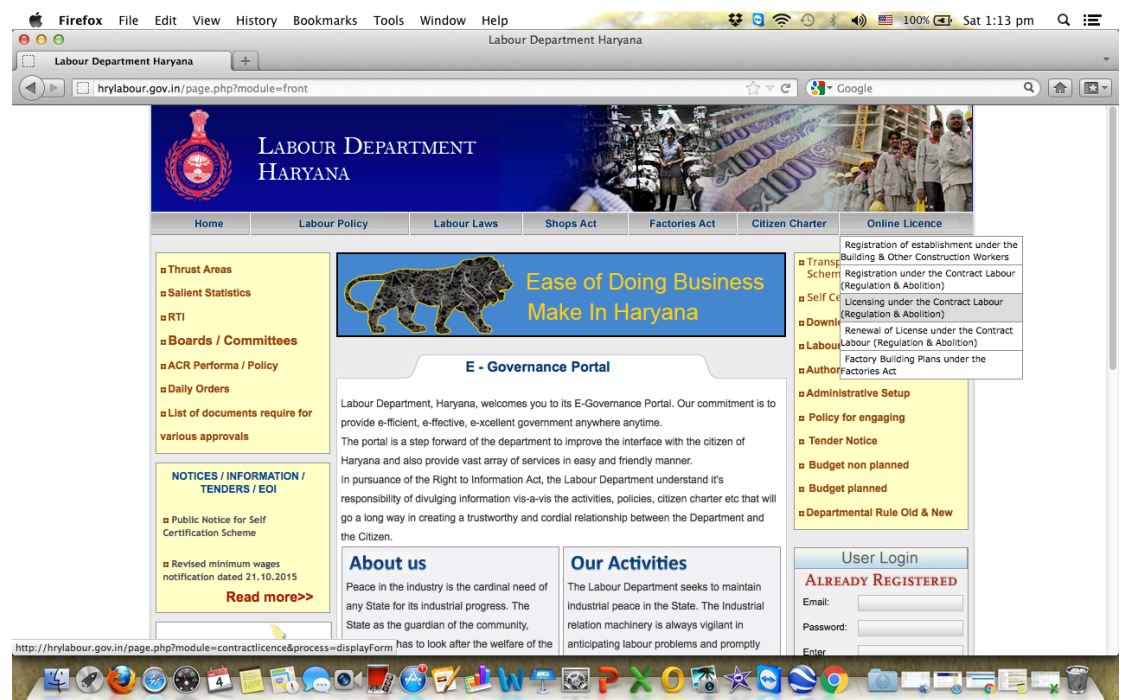 Firefox File Edit View History Bookmarks Tools Window Help 100% Sat 1:13 pm
Labour Department Haryana
Labour Department Haryana
hrylabour.gov.in/page.php?module=front
Google
LABOUR DEPARTMENT
HARYANA
Home Labour Policy Labour Laws Shops Act Factories Act Citizen Charter Online Licence
Registration of establishment under the
Building & Other Construction Workers
Registration under the Contract Labour
(Regulation & Abolition)
Licensing under the Contract Labour
(Regulation & Abolition)
Renewal of License under the Contract
Labour (Regulation & Abolition)
Factory Building Plans under the
Factories Act
Thrust Areas
Salient Statistics
RTI
Boards / Committees
ACR Performa / Policy
Daily Orders
List of documents require for
various approvals
NOTICES / INFORMATION /
TENDERS / EOI
Public Notice for Self
Certification Scheme
Revised minimum wages
notification dated 21.10.2015
Read more>>
Ease of Doing Business
Make In Haryana
E - Governance Portal
Labour Department, Haryana, welcomes you to its E-Governance Portal. Our commitment is to
provide e-fficient, e-ffective, e-xcellent government anywhere anytime.
The portal is a step forward of the department to improve the interface with the citizen of
Haryana and also provide vast array of services in easy and friendly manner.
In pursuance of the Right to Information Act, the Labour Department understand it's
responsibility of divulging information vis-a-vis the activities, policies, citizen charter etc that will
go a long way in creating a trustworthy and cordial relationship between the Department and
the Citizen.
About us
Peace in the industry is the cardinal need of
any State for its industrial progress. The
State as the guardian of the community,
has to look after the welfare of the
Our Activities
The Labour Department seeks to maintain
industrial peace in the State. The Industrial
relation machinery is always vigilant in
anticipating labour problems and promptly
Transp
Schem
Self Ce
Downl
Labour
Author
Administrative Setup
Policy for engaging
Tender Notice
Budget non planned
Budget planned
Departmental Rule Old & New
User Login
ALREADY REGISTERED
Email:
Password:
Enter
http://hrylabour.gov.in/page.php?module=contractlicence&process=displayForm
4